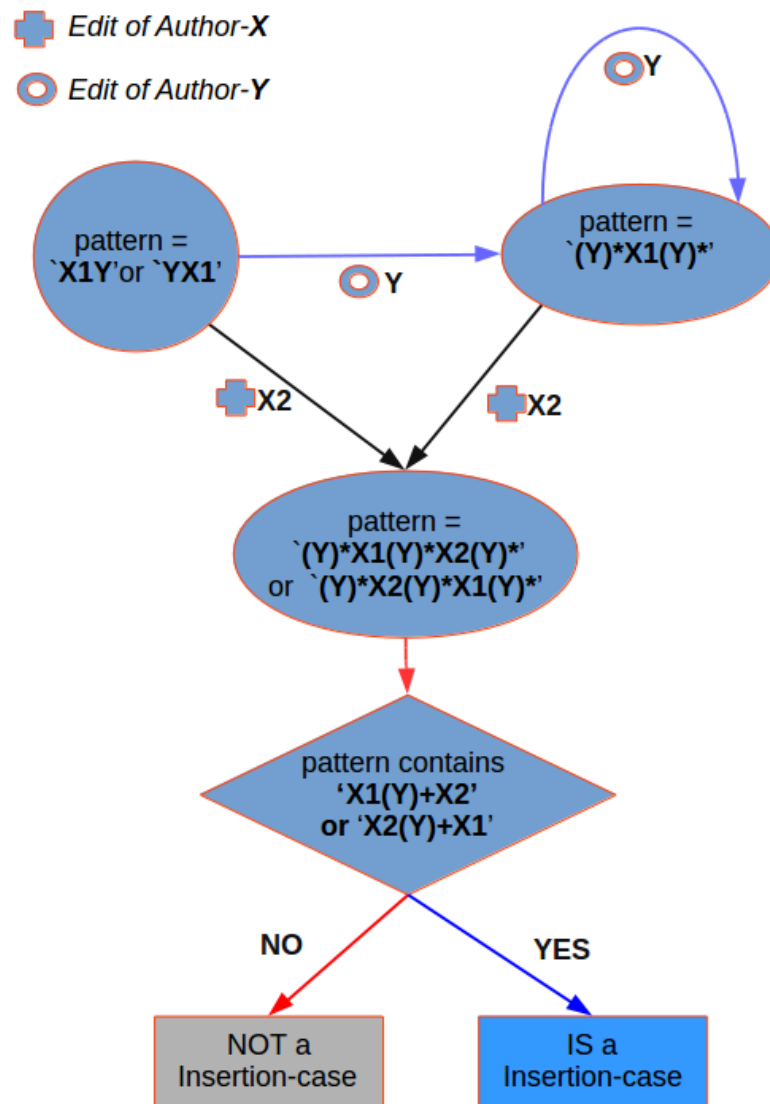 Edit of Author-X
Edit of Author-Y
Y
pattern =
`X1Y’or `YX1’
pattern =
`(Y)*X1(Y)*’
Y
X2
X2
pattern =
`(Y)*X1(Y)*X2(Y)*’
or `(Y)*X2(Y)*X1(Y)*’
pattern contains
‘X1(Y)+X2’
or ‘X2(Y)+X1’
NO
YES
NOT a
Insertion-case
IS a
Insertion-case